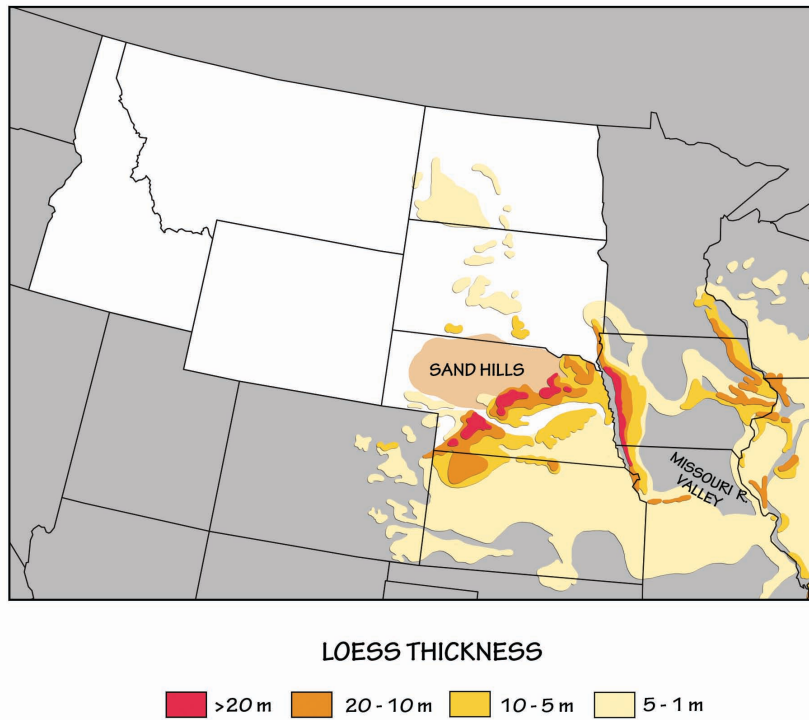 SAND HILLS
MISSOURI R.
VALLEY
LOESS THICKNESS
>20 m
20 - 10 m
10 - 5 m
5 - 1 m